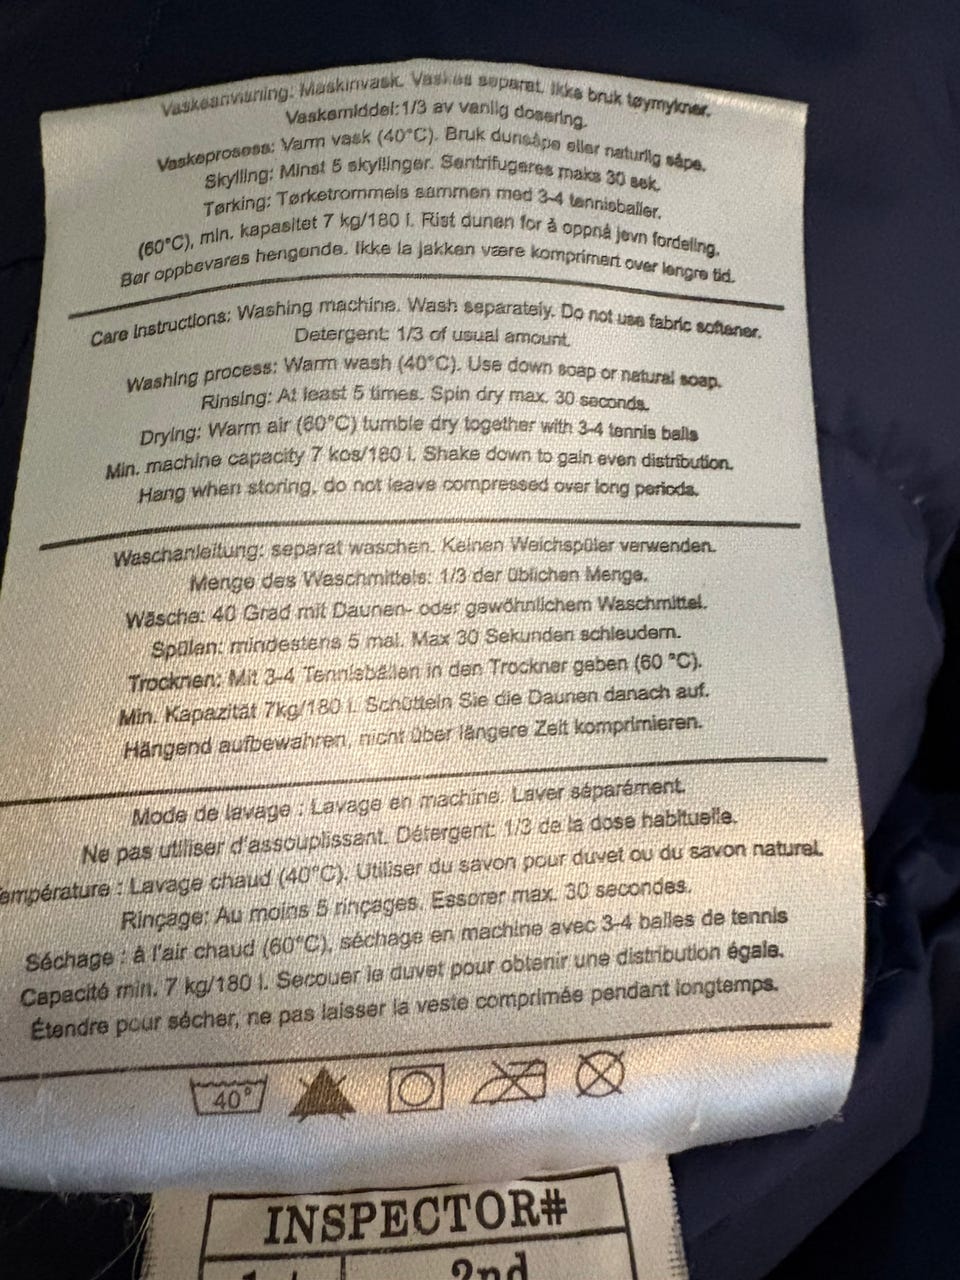 Vaskeanvisning: Maskinvask. Vaskes separat. Ikke bruk tøymykner.
Vaskemiddel: 1/3 av vanlig dosering.
Vaskeprosess: Varm vask (40°C). Bruk dunsåpe eller naturlig såpe.
Skylling: Minst 5 skyllinger. Sentrifugeres maks 30 sek.
Tørking: Tørketrommels sammen med 3-4 tennisballer.
(60°C), min. kapasitet 7 kg/180 l. Rist dunen for å oppnå jevn fordeling.
Bør oppbevares hengende. Ikke la jakken være komprimert over lengre tid.
Care instructions: Washing machine. Wash separately. Do not use fabric softener.
Detergent: 1/3 of usual amount.
Washing process: Warm wash (40°C). Use down soap or natural soap.
Rinsing: At least 5 times. Spin dry max. 30 seconds.
Drying: Warm air (60°C) tumble dry together with 3-4 tennis balls
Min. machine capacity 7 kos/180 l. Shake down to gain even distribution.
Hang when storing, do not leave compressed over long periods.
Waschanleitung: separat waschen. Keinen Weichspüler verwenden.
Menge des Waschmittels: 1/3 der üblichen Menge.
Wäsche: 40 Grad mit Daunen- oder gewöhnlichem Waschmittel.
Spülen: mindestens 5 mal. Max 30 Sekunden schleudern.
Trocknen: Mit 3-4 Tennisbällen in den Trockner geben (60 °C).
Min. Kapazität 7kg/180 l. Schütteln Sie die Daunen danach auf.
Hängend aufbewahren, nicht über längere Zeit komprimieren.
Mode de lavage : Lavage en machine. Laver séparément.
Ne pas utiliser d'assouplissant. Détergent: 1/3 de la dose habituelle.
empérature : Lavage chaud (40°C). Utiliser du savon pour duvet ou du savon naturel.
Rinçage: Au moins 5 rinçages. Essorer max. 30 secondes.
Séchage : à l'air chaud (60°C), séchage en machine avec 3-4 balles de tennis
Capacité min. 7 kg/180 l. Secouer le duvet pour obtenir une distribution égale.
Étendre pour sécher, ne pas laisser la veste comprimée pendant longtemps.
40°
INSPECTOR#
2nd